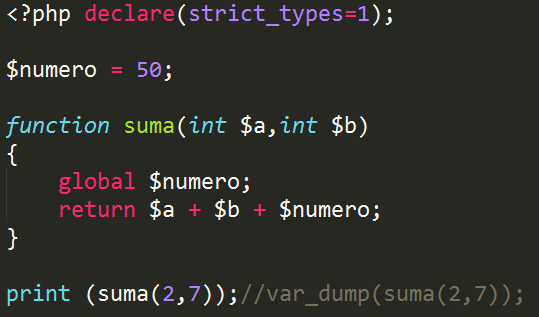 <?php declare(strict_types=1);
$numero = 50;
function suma(int $a,int $b)
{
    global $numero;
    return $a + $b + $numero;
}
print (suma(2,7));//var_dump(suma(2,7));